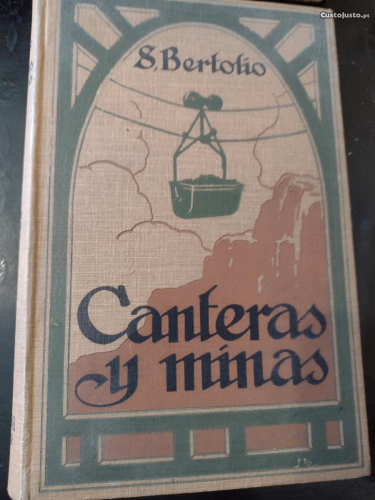 CustoJusto.pt
S. Bertolio
Canteras
y minas